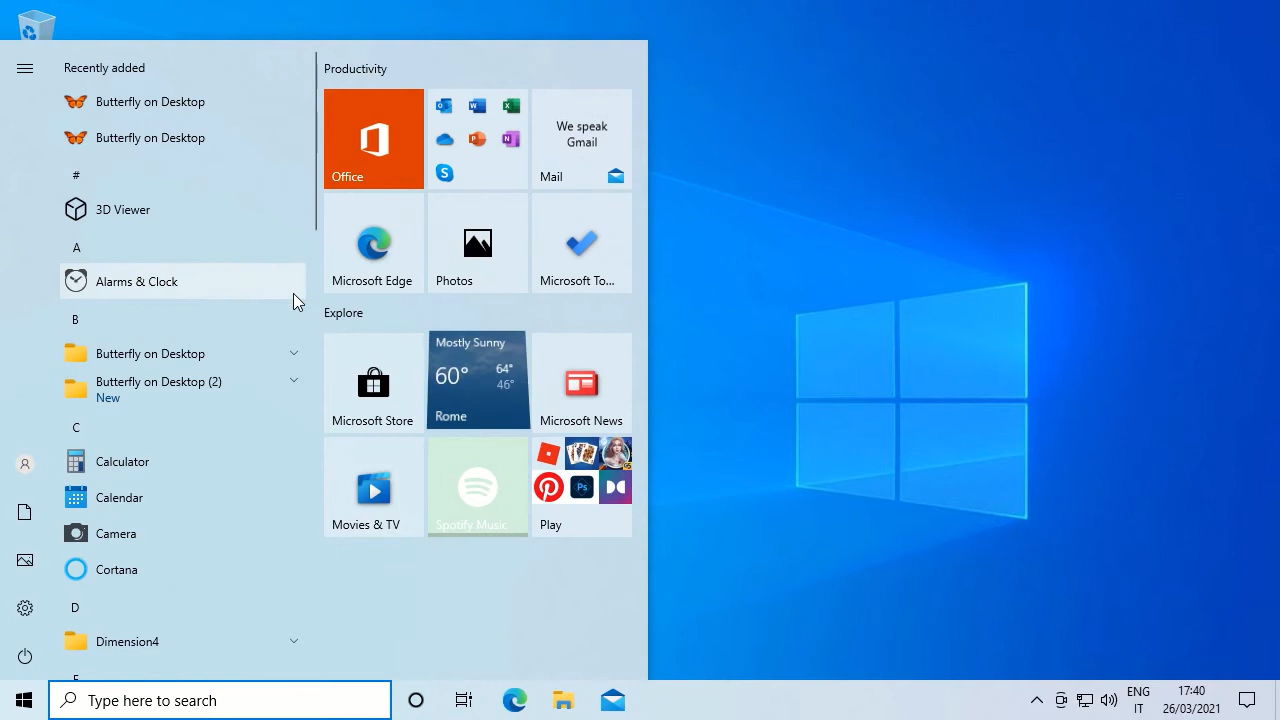 Recently added
Butterfly on Desktop
Butterfly on Desktop
#
3D Viewer
A
Alarms & Clock
B
Butterfly on Desktop
Butterfly on Desktop (2)
New
C
Calculator
Calendar
Camera
Cortana
D
Dimension4
Productivity
Office
We speak
Gmail
Mail
Microsoft Edge
Photos
Microsoft To...
Explore
Microsoft Store
Mostly Sunny
60°
64°
46°
Rome
Microsoft News
Movies & TV
Spotify Music
Play
Type here to search
ENG
IT
17:40
26/03/2021